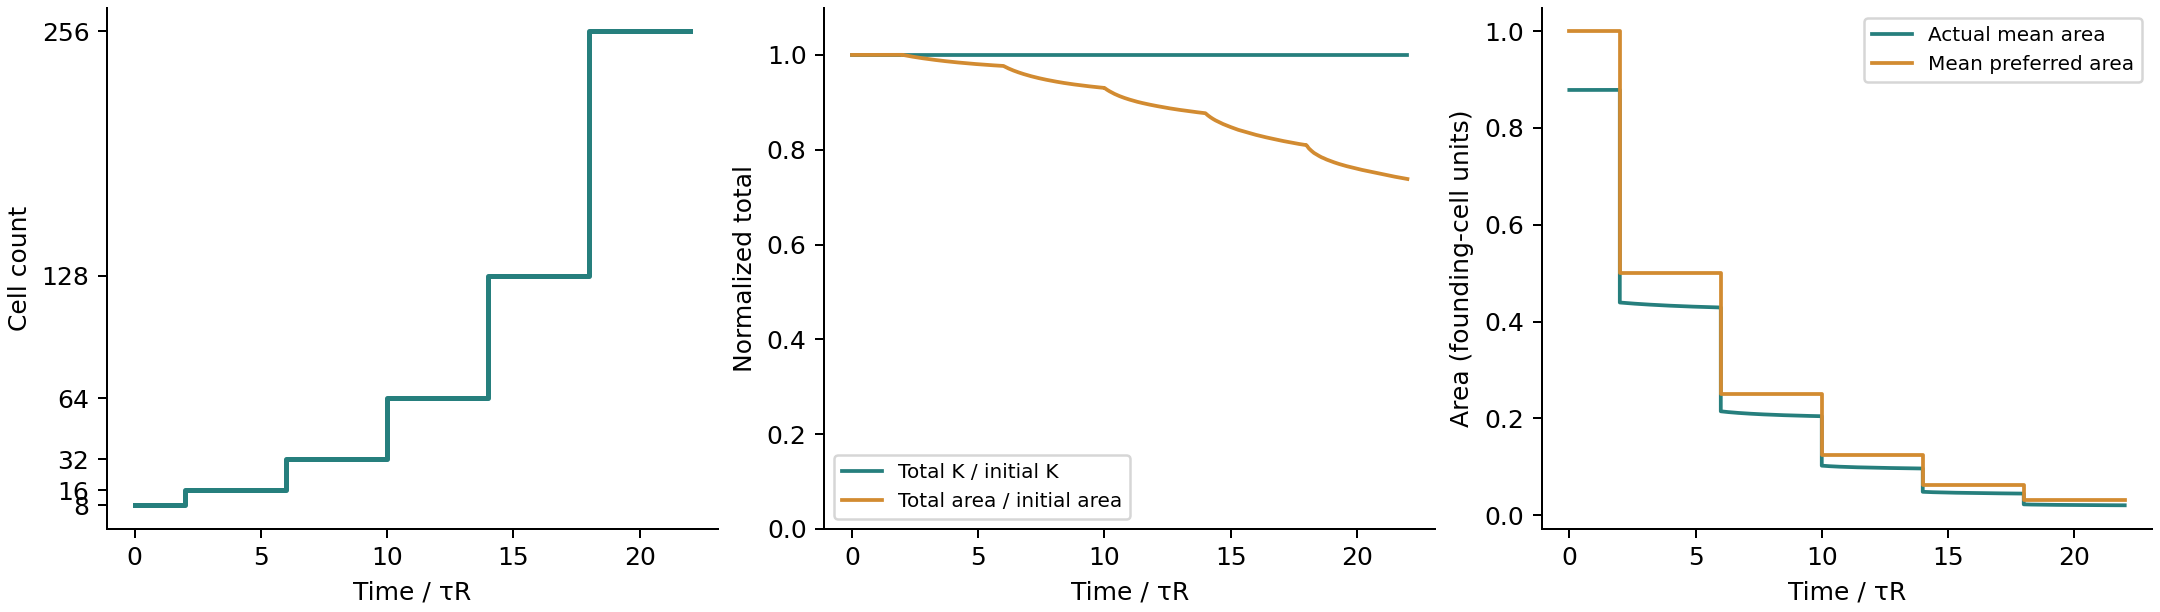 Cell count
256
128
64
32
16
8
0 5 10 15 20
Time / τR
Normalized total
1.0
0.8
0.6
0.4
0.2
0.0
Total K / initial K
Total area / initial area
0 5 10 15 20
Time / τR
Area (founding-cell units)
1.0
0.8
0.6
0.4
0.2
0.0
Actual mean area
Mean preferred area
0 5 10 15 20
Time / τR